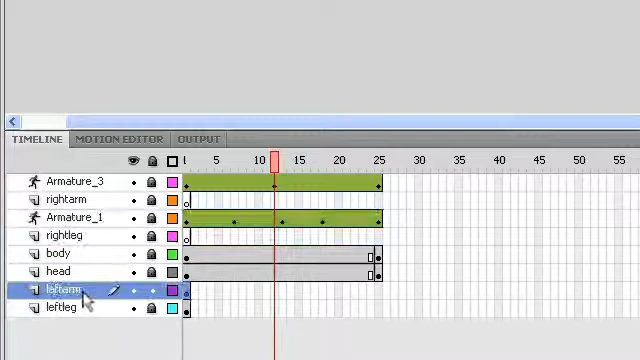 TIMELINE MOTION EDITOR OUTPUT
1 5 10 15 20 25 30 35 40 45 50 55
Armature_3
rightarm
Armature_1
rightleg
body
head
leftarm
leftleg